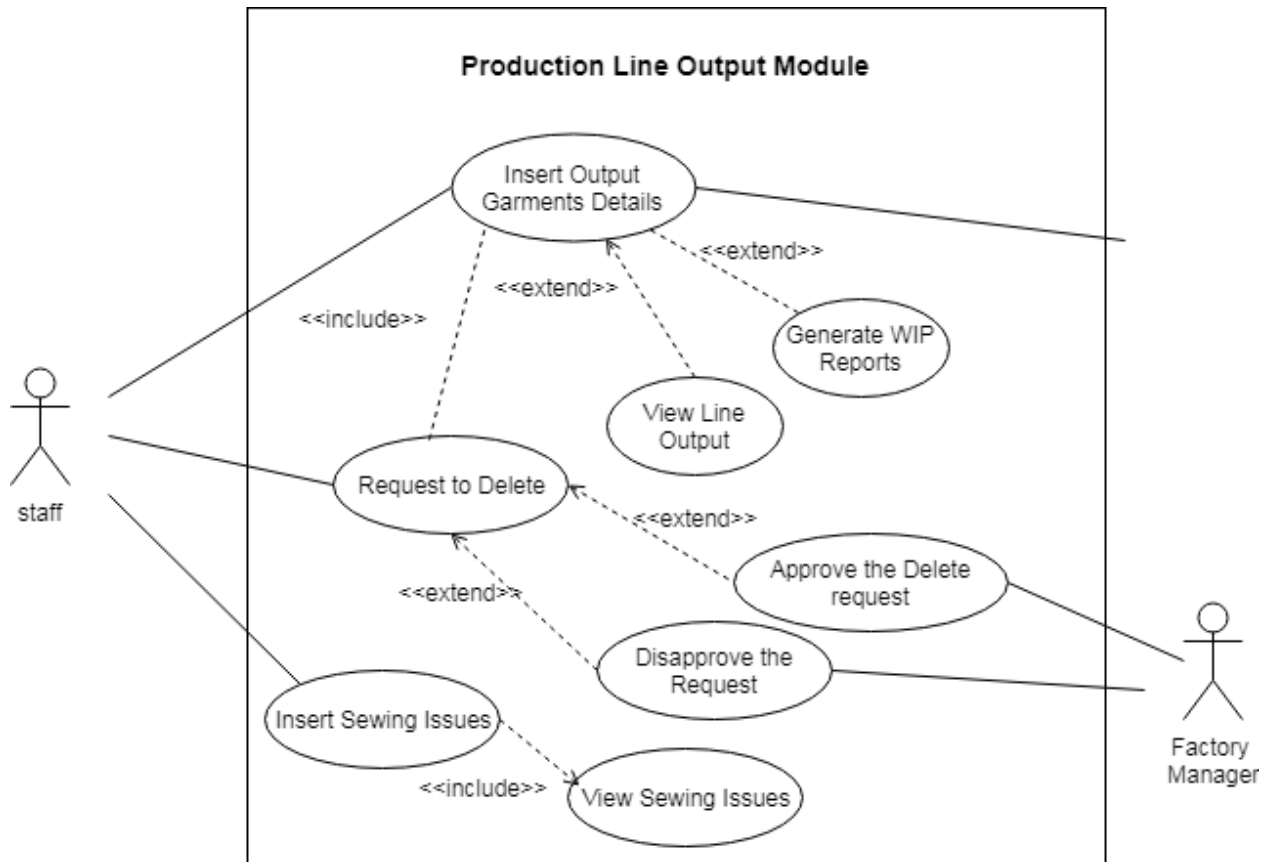 Production Line Output Module
Insert Output
Garments Details
<<extend>>
<<extend>>
<<include>>
Generate WIP
Reports
View Line
Output
Request to Delete
staff
<<extend>>
Approve the Delete
request
<<extend>>
Disapprove the
Request
Insert Sewing Issues
Factory
Manager
<<include>>
View Sewing Issues